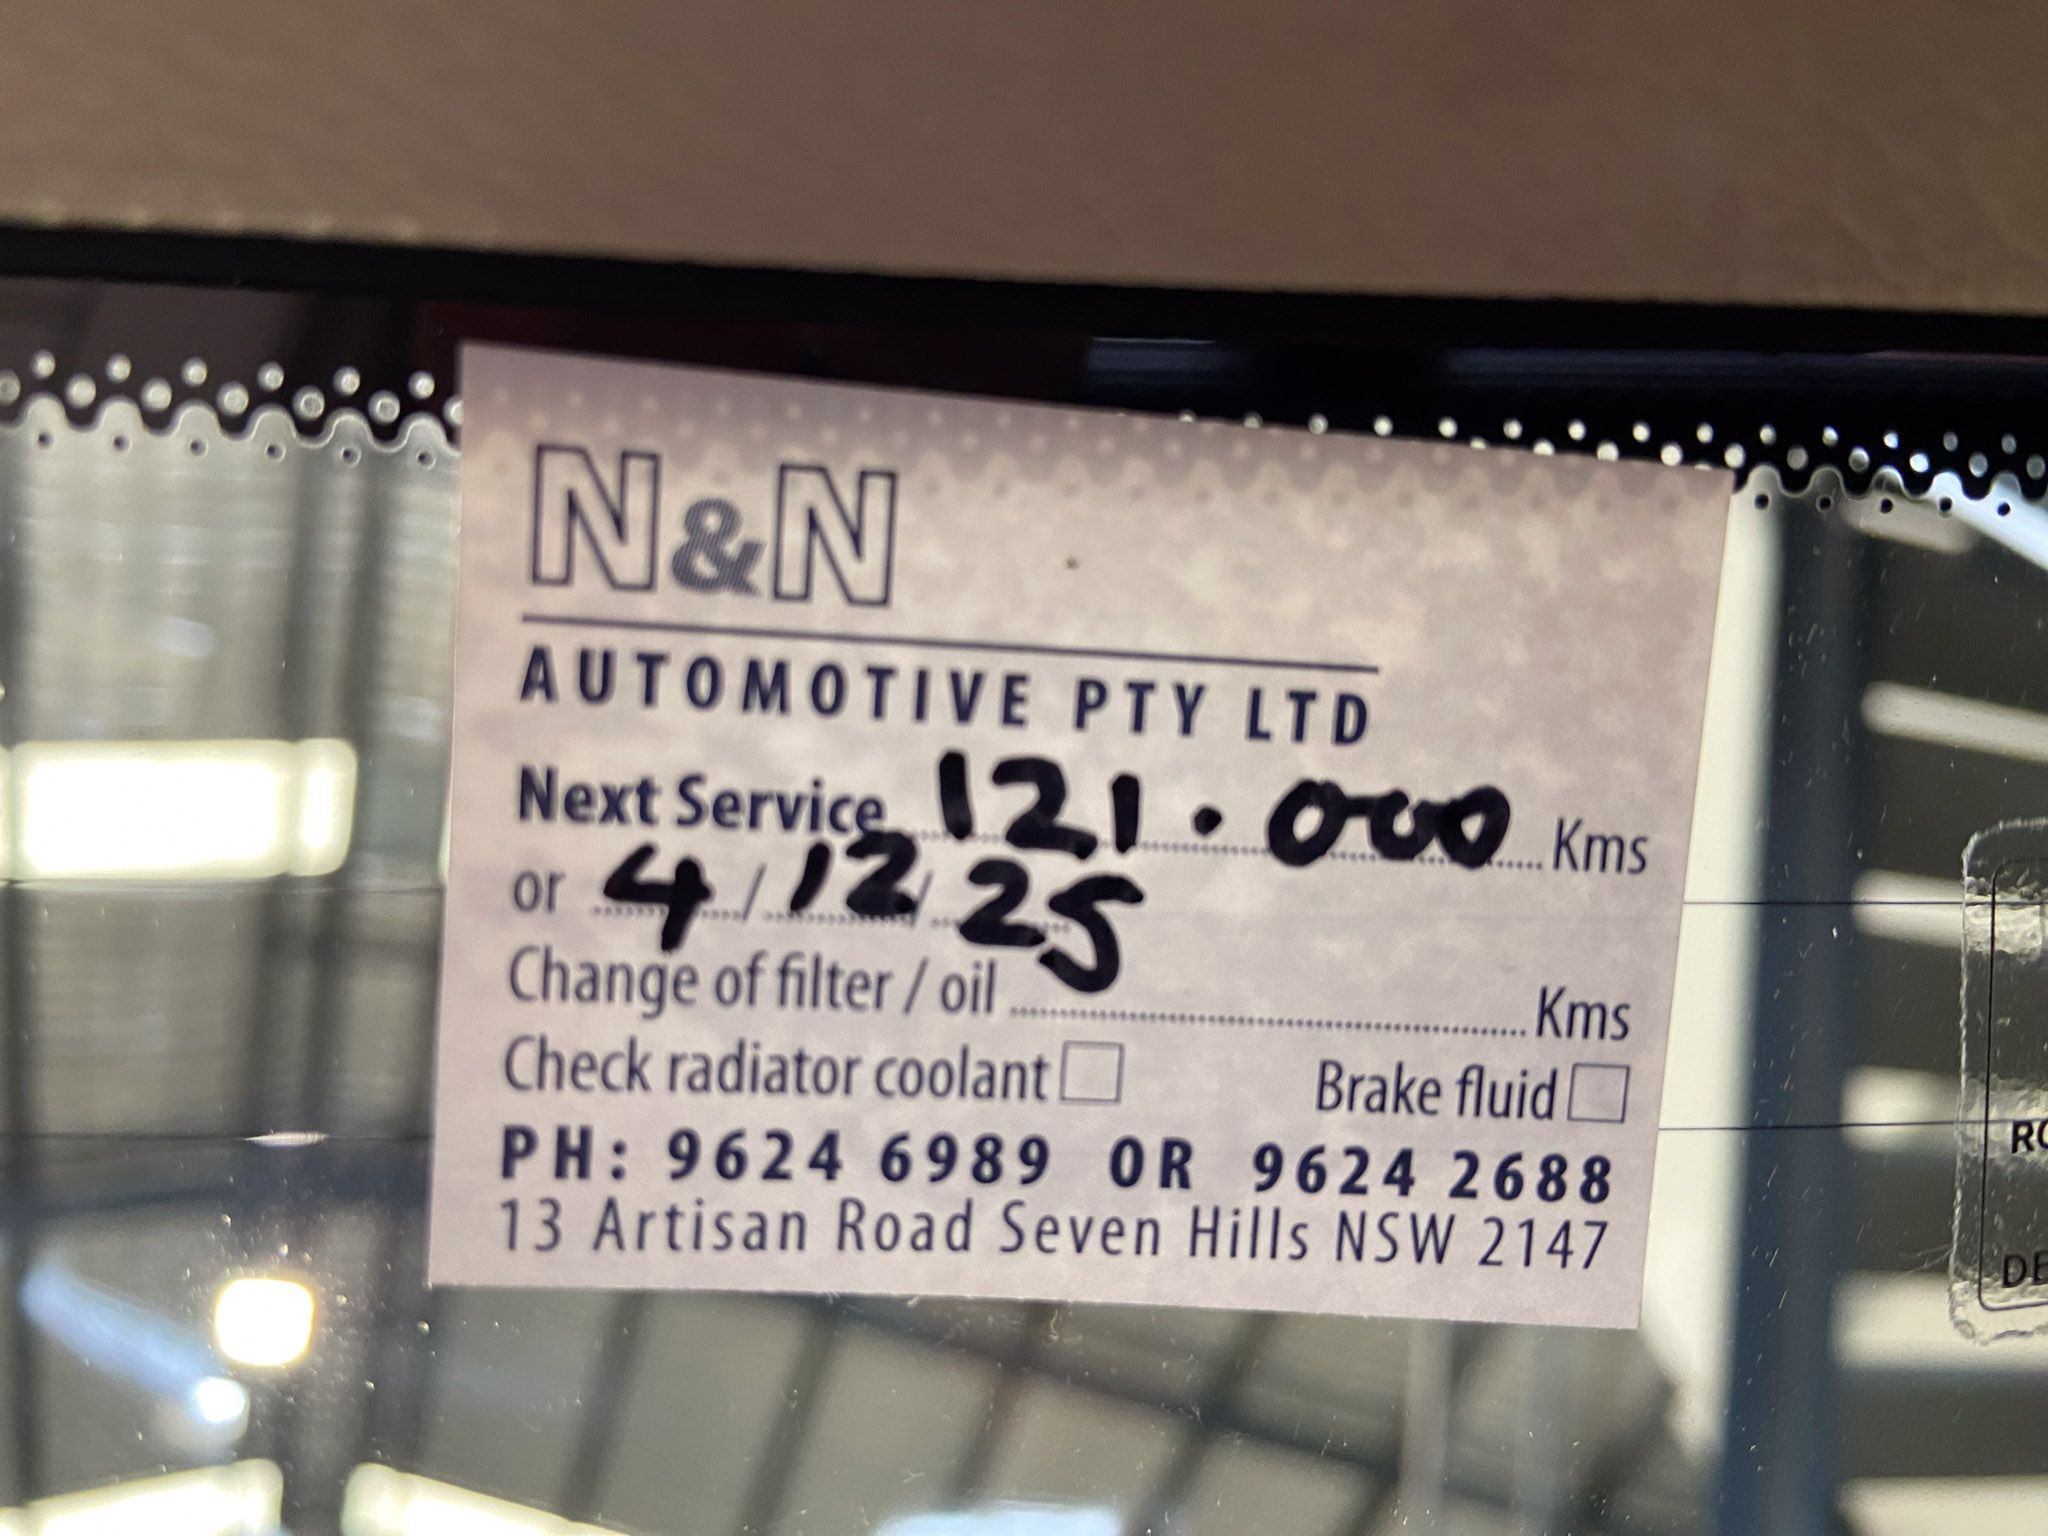 N&N
AUTOMOTIVE PTY LTD
Next Service 121.000 Kms
or 4/12/25
Change of filter / oil Kms
Check radiator coolant Brake fluid
PH: 9624 6989 OR 9624 2688
13 Artisan Road Seven Hills NSW 2147